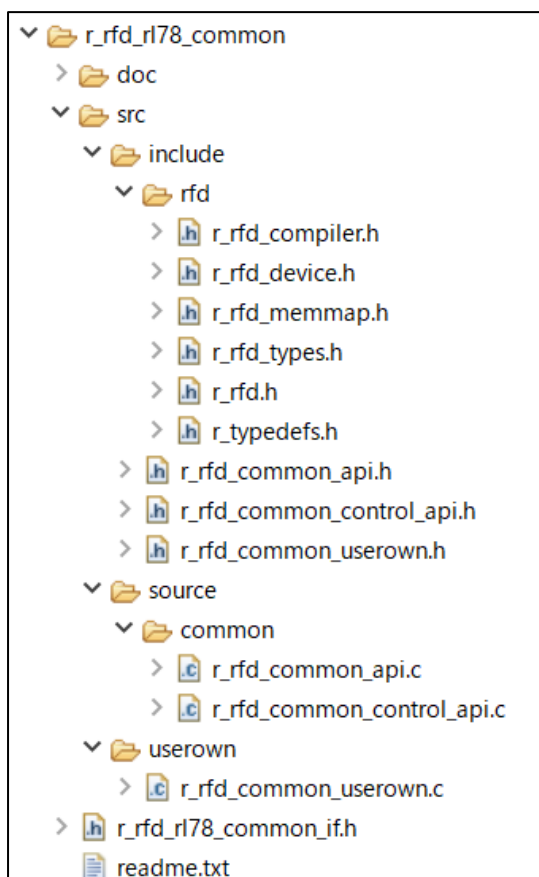 r_rfd_rl78_common
doc
src
include
rfd
.h r_rfd_compiler.h
.h r_rfd_device.h
.h r_rfd_memmap.h
.h r_rfd_types.h
.h r_rfd.h
.h r_typedefs.h
.h r_rfd_common_api.h
.h r_rfd_common_control_api.h
.h r_rfd_common_userown.h
source
common
.c r_rfd_common_api.c
.c r_rfd_common_control_api.c
userown
.c r_rfd_common_userown.c
.h r_rfd_rl78_common_if.h
readme.txt